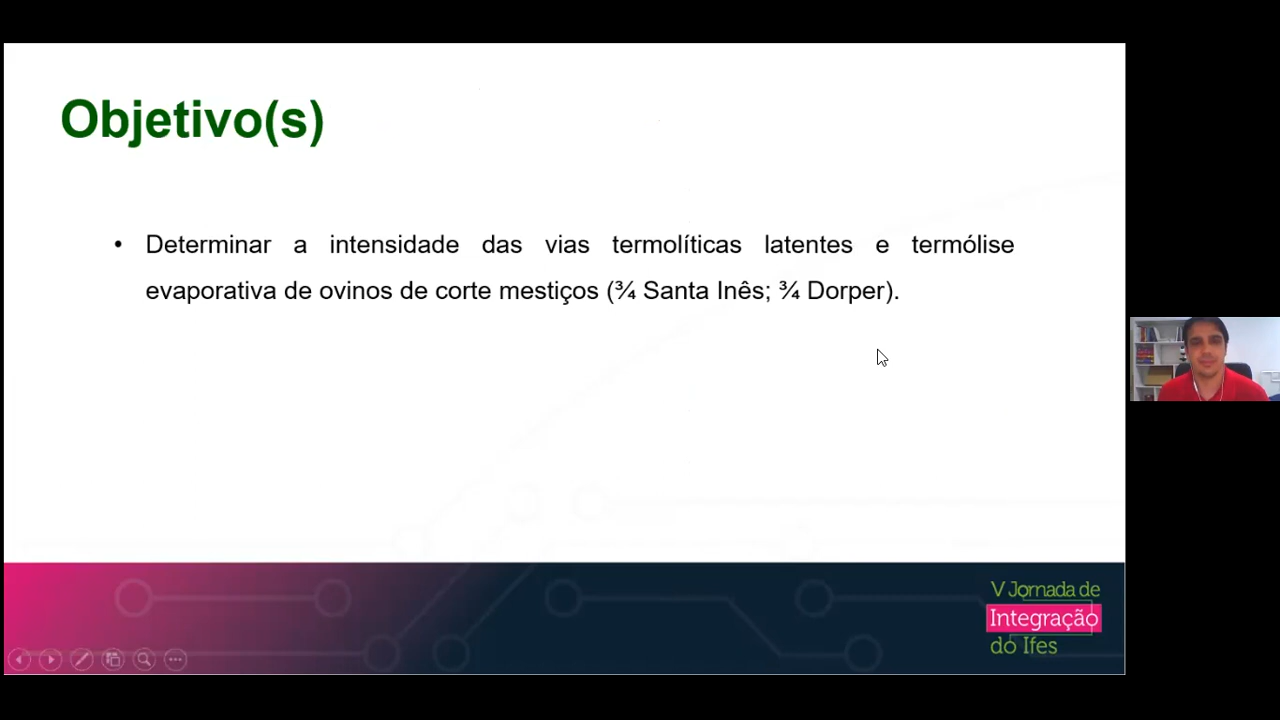 Objetivo(s)
• Determinar a intensidade das vias termolíticas latentes e termólise
evaporativa de ovinos de corte mestiços (¾ Santa Inês; ¾ Dorper).
V Jornada de
Integração
do Ifes